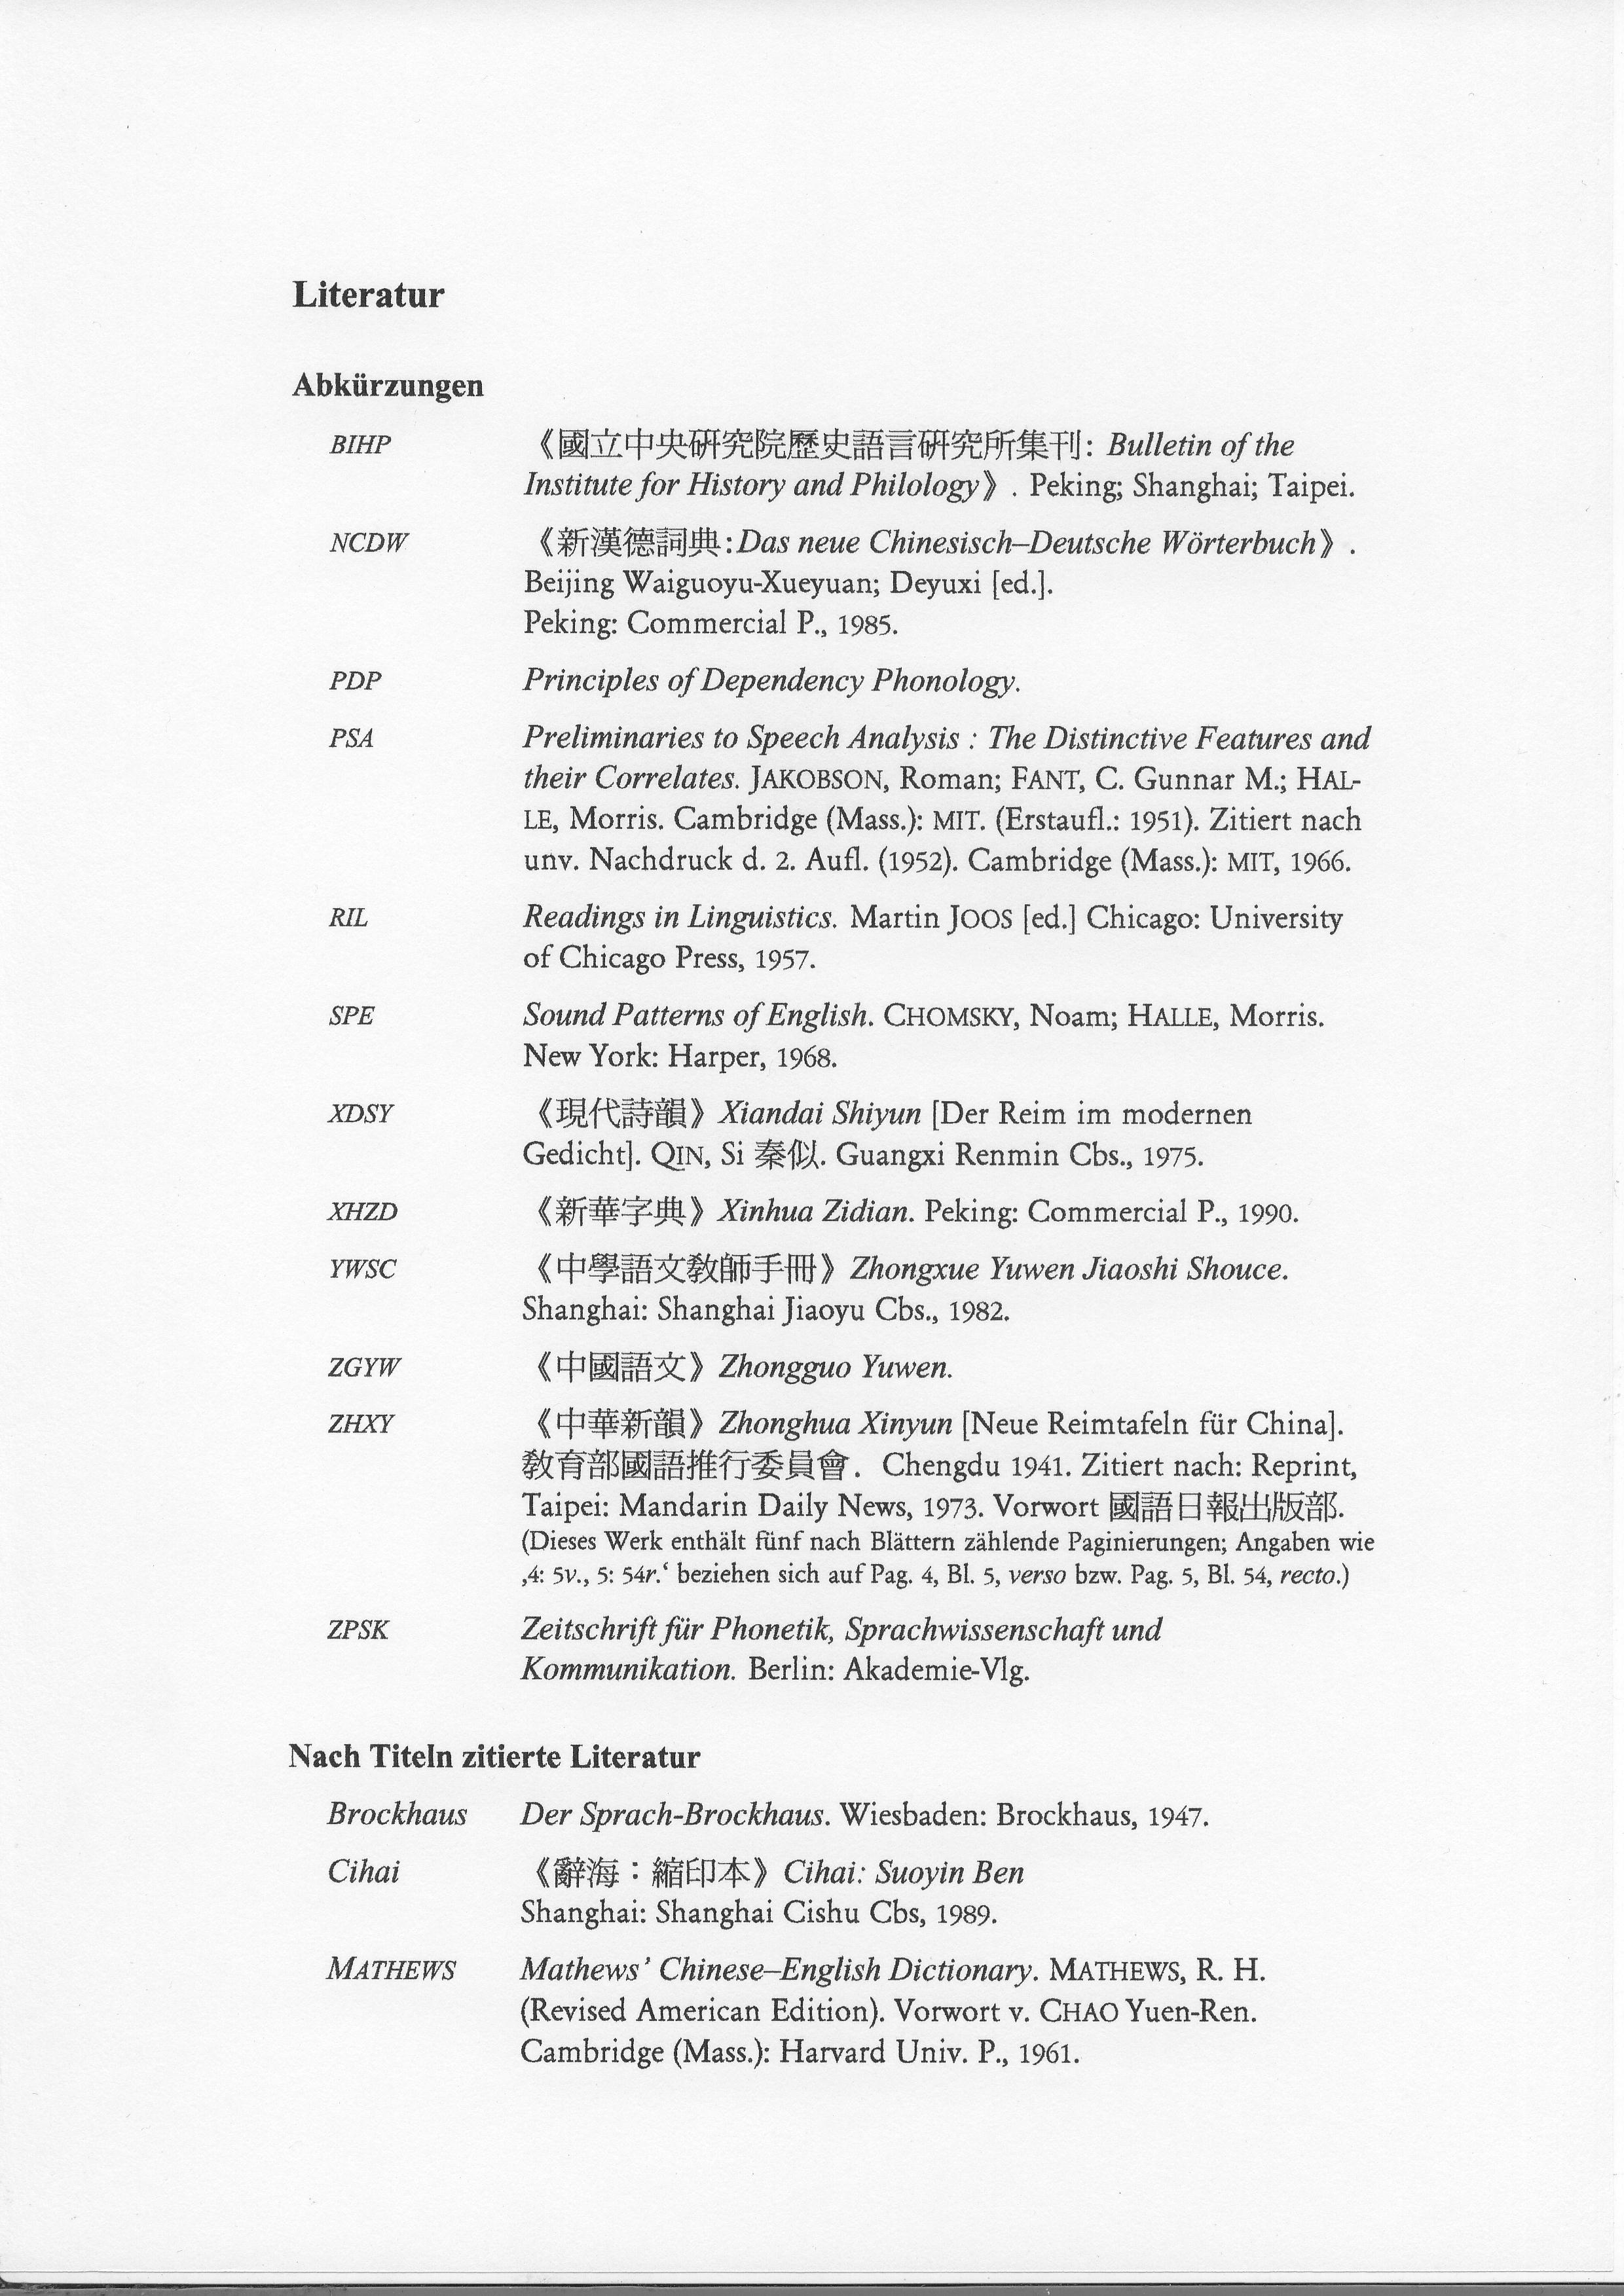 Literatur
Abkürzungen
BIHP 《國立中央研究院歷史語言研究所集刊: Bulletin of the
Institute for History and Philology》. Peking; Shanghai; Taipei.
NCDW 《新漢德詞典:Das neue Chinesisch–Deutsche Wörterbuch》.
Beijing Waiguoyu-Xueyuan; Deyuxi [ed.].
Peking: Commercial P., 1985.
PDP Principles of Dependency Phonology.
PSA Preliminaries to Speech Analysis : The Distinctive Features and
their Correlates. JAKOBSON, Roman; FANT, C. Gunnar M.; HAL-
LE, Morris. Cambridge (Mass.): MIT. (Erstaufl.: 1951). Zitiert nach
unv. Nachdruck d. 2. Aufl. (1952). Cambridge (Mass.): MIT, 1966.
RIL Readings in Linguistics. Martin JOOS [ed.] Chicago: University
of Chicago Press, 1957.
SPE Sound Patterns of English. CHOMSKY, Noam; HALLE, Morris.
New York: Harper, 1968.
XDSY 《現代詩韻》Xiandai Shiyun [Der Reim im modernen
Gedicht]. QIN, Si 秦似. Guangxi Renmin Cbs., 1975.
XHZD 《新華字典》Xinhua Zidian. Peking: Commercial P., 1990.
YWSC 《中學語文教師手冊》Zhongxue Yuwen Jiaoshi Shouce.
Shanghai: Shanghai Jiaoyu Cbs., 1982.
ZGYW 《中國語文》Zhongguo Yuwen.
ZHXY 《中華新韻》Zhonghua Xinyun [Neue Reimtafeln für China].
教育部國語推行委員會. Chengdu 1941. Zitiert nach: Reprint,
Taipei: Mandarin Daily News, 1973. Vorwort 國語日報出版部.
(Dieses Werk enthält fünf nach Blättern zählende Paginierungen; Angaben wie
‚4: 5v., 5: 54r.‘ beziehen sich auf Pag. 4, Bl. 5, verso bzw. Pag. 5, Bl. 54, recto.)
ZPSK Zeitschrift für Phonetik, Sprachwissenschaft und
Kommunikation. Berlin: Akademie-Vlg.
Nach Titeln zitierte Literatur
Brockhaus Der Sprach-Brockhaus. Wiesbaden: Brockhaus, 1947.
Cihai 《辭海：縮印本》Cihai: Suoyin Ben
Shanghai: Shanghai Cishu Cbs, 1989.
MATHEWS Mathews’ Chinese–English Dictionary. MATHEWS, R. H.
(Revised American Edition). Vorwort v. CHAO Yuen-Ren.
Cambridge (Mass.): Harvard Univ. P., 1961.